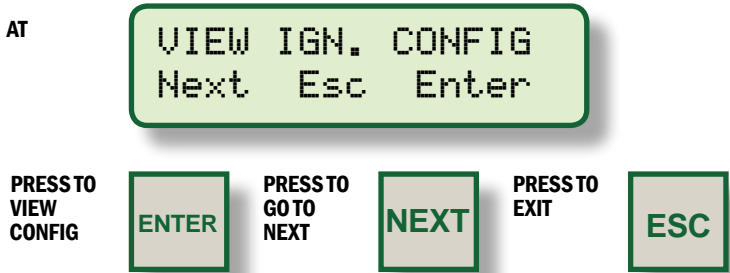 AT
VIEW IGN. CONFIG
Next Esc Enter
PRESS TO
VIEW
CONFIG
ENTER
PRESS TO
GO TO
NEXT
NEXT
PRESS TO
EXIT
ESC